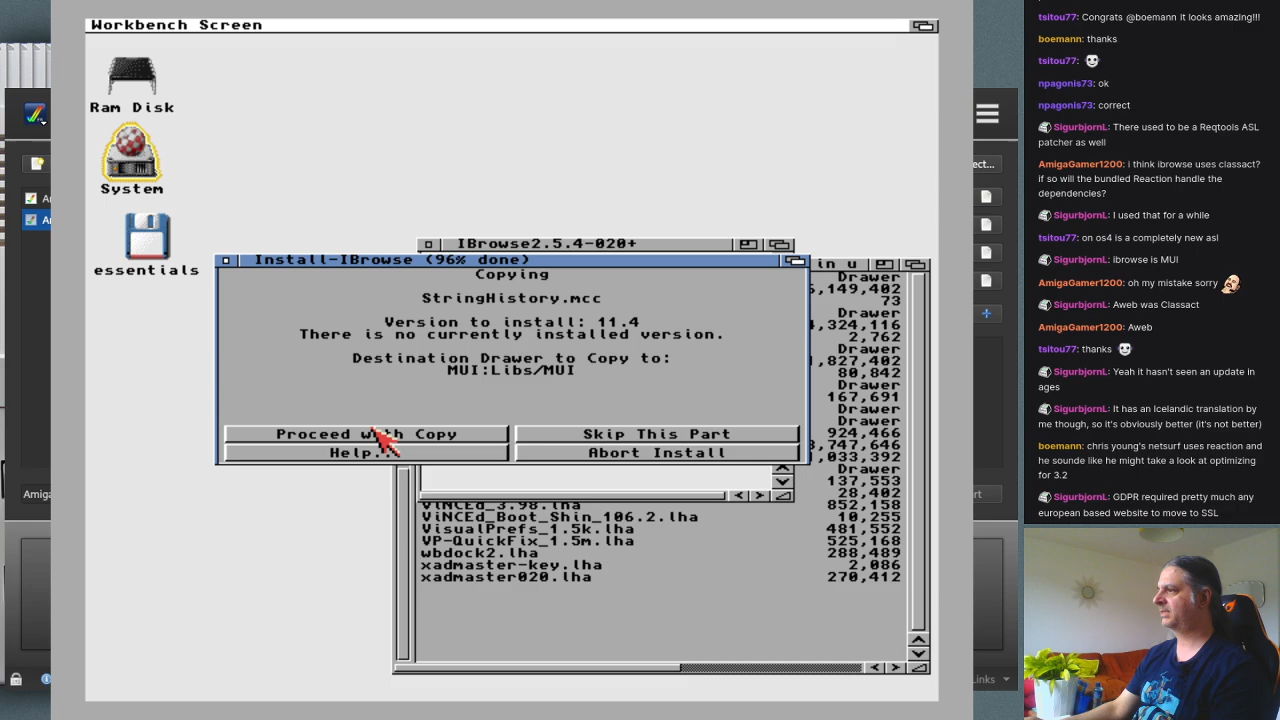 Workbench Screen
Ram Disk
System
essentials
IBrowse2.5.4-020+
Install-IBrowse (96% done)
Copying
StringHistory.mcc
Version to install: 11.4
There is no currently installed version.
Destination Drawer to Copy to:
MUI:Libs/MUI
Proceed with Copy
Skip This Part
Help...
Abort Install
in u
Drawer
,149,402
73
Drawer
,324,116
2,762
Drawer
,827,402
80,842
Drawer
167,691
Drawer
Drawer
924,466
,747,646
,033,392
Drawer
137,553
28,402
ViNCEd_3.98.lha 852,158
ViNCEd_Boot_Shin_106.2.lha 10,255
VisualPrefs_1.5k.lha 481,552
VP-QuickFix_1.5m.lha 525,168
wbdock2.lha 288,489
xadmaster-key.lha 2,086
xadmaster020.lha 270,412
Amiga
ect...
Links
tsitou77: Congrats @boemann It looks amazing!!!
boemann: thanks
tsitou77:
npagonis73: ok
npagonis73: correct
SigurbjornL: There used to be a Reqtools ASL
patcher as well
AmigaGamer1200: i think ibrowse uses classact?
if so will the bundled Reaction handle the
dependencies?
SigurbjornL: I used that for a while
tsitou77: on os4 is a completely new asl
SigurbjornL: ibrowse is MUI
AmigaGamer1200: oh my mistake sorry
SigurbjornL: Aweb was Classact
AmigaGamer1200: Aweb
tsitou77: thanks
SigurbjornL: Yeah it hasn't seen an update in
ages
SigurbjornL: It has an Icelandic translation by
me though, so it's obviously better (it's not better)
boemann: chris young's netsurf uses reaction and
he sounde like he might take a look at optimizing
for 3.2
SigurbjornL: GDPR required pretty much any
european based website to move to SSL